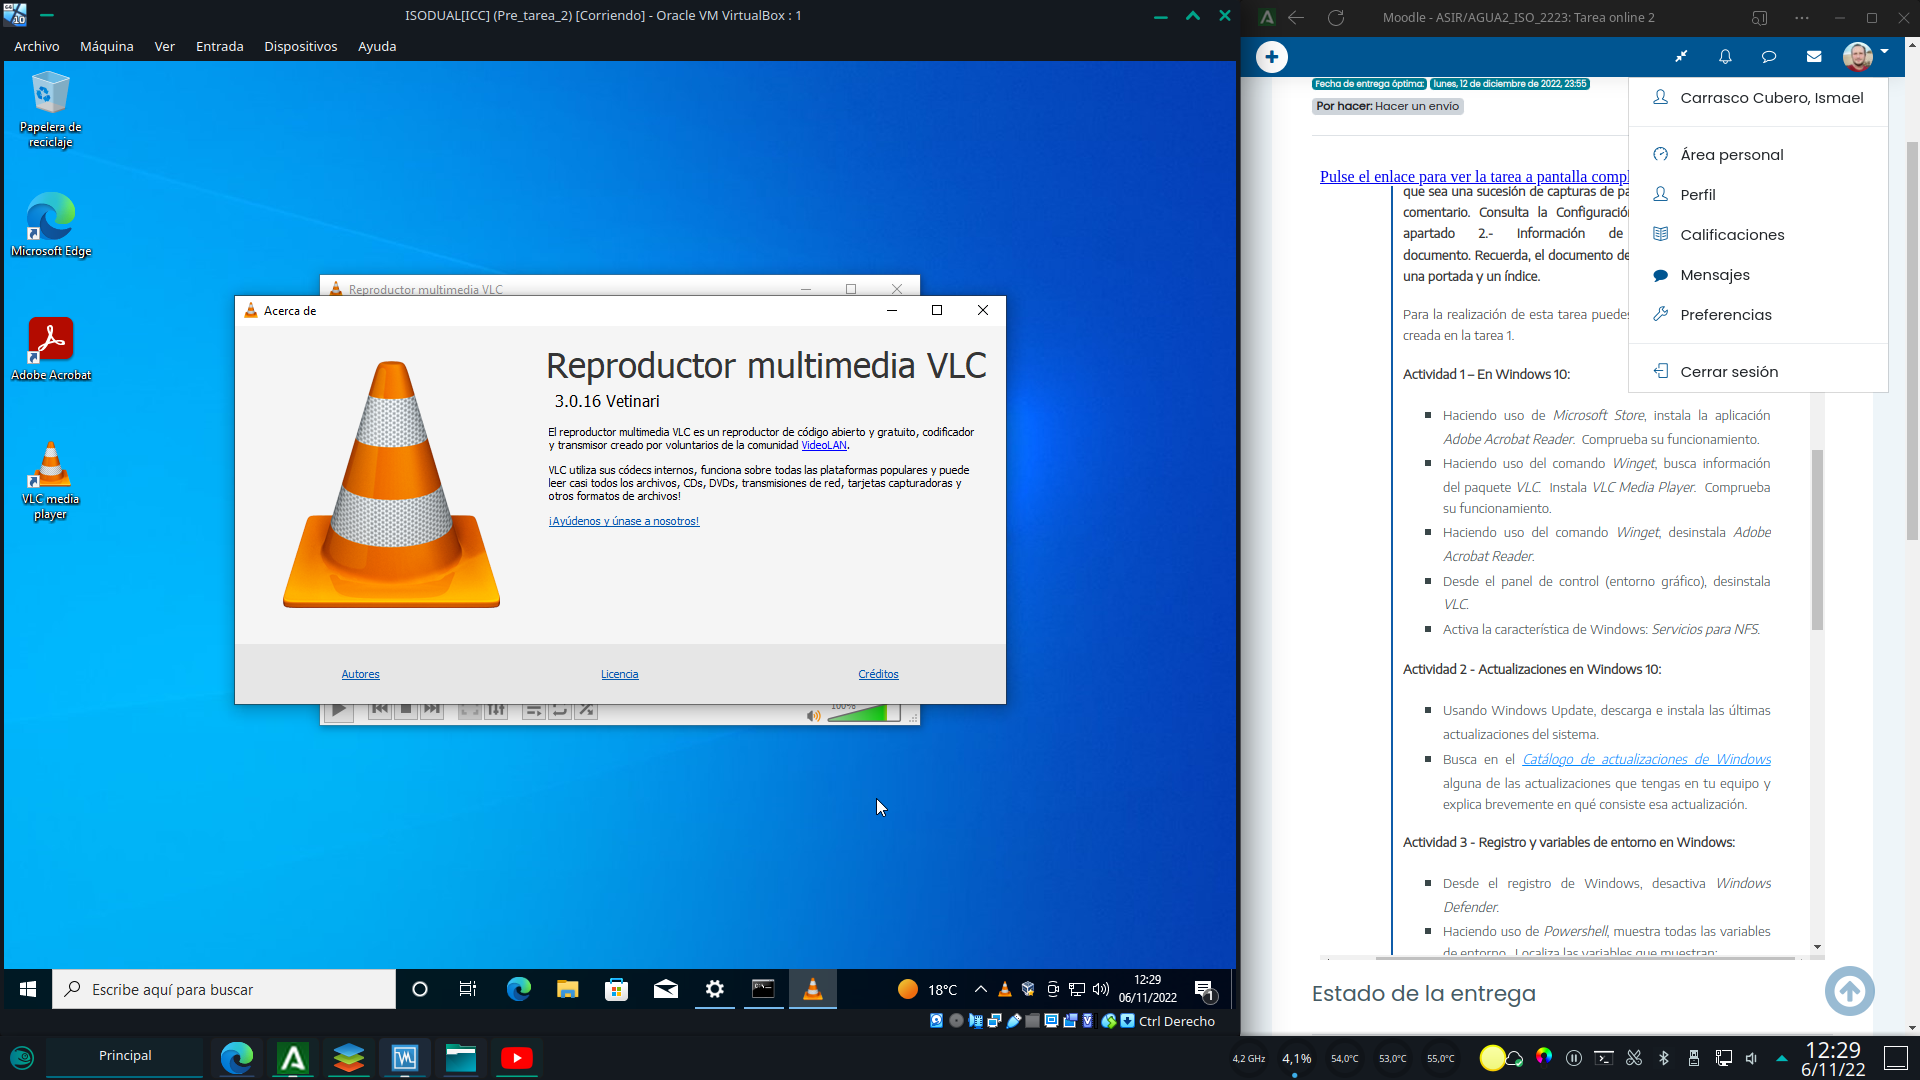 ISODUAL[ICC] (Pre_tarea_2) [Corriendo] - Oracle VM VirtualBox : 1
Archivo Máquina Ver Entrada Dispositivos Ayuda
Papelera de
reciclaje
Microsoft Edge
Adobe Acrobat
VLC media
player
Reproductor multimedia VLC
Acerca de
Reproductor multimedia VLC
3.0.16 Vetinari
El reproductor multimedia VLC es un reproductor de código abierto y gratuito, codificador
y transmisor creado por voluntarios de la comunidad VideoLAN.
VLC utiliza sus códecs internos, funciona sobre todas las plataformas populares y puede
leer casi todos los archivos, CDs, DVDs, transmisiones de red, tarjetas capturadoras y
otros formatos de archivos!
¡Ayúdenos y únase a nosotros!
Autores Licencia Créditos
100%
Escribe aquí para buscar
18°C
12:29
06/11/2022
1
Ctrl Derecho
Moodle - ASIR/AGUA2_ISO_2223: Tarea online 2
Fecha de entrega óptima: lunes, 12 de diciembre de 2022, 23:55
Por hacer: Hacer un envío
Carrasco Cubero, Ismael
Área personal
Perfil
Calificaciones
Mensajes
Preferencias
Cerrar sesión
Pulse el enlace para ver la tarea a pantalla compl
que sea una sucesión de capturas de pa
comentario. Consulta la Configuración
apartado 2.- Información de
documento. Recuerda, el documento de
una portada y un índice.
Para la realización de esta tarea puedes
creada en la tarea 1.
Actividad 1 – En Windows 10:
Haciendo uso de Microsoft Store, instala la aplicación
Adobe Acrobat Reader. Comprueba su funcionamiento.
Haciendo uso del comando Winget, busca información
del paquete VLC. Instala VLC Media Player. Comprueba
su funcionamiento.
Haciendo uso del comando Winget, desinstala Adobe
Acrobat Reader.
Desde el panel de control (entorno gráfico), desinstala
VLC.
Activa la característica de Windows: Servicios para NFS.
Actividad 2 - Actualizaciones en Windows 10:
Usando Windows Update, descarga e instala las últimas
actualizaciones del sistema.
Busca en el Catálogo de actualizaciones de Windows
alguna de las actualizaciones que tengas en tu equipo y
explica brevemente en qué consiste esa actualización.
Actividad 3 - Registro y variables de entorno en Windows:
Desde el registro de Windows, desactiva Windows
Defender.
Haciendo uso de Powershell, muestra todas las variables
de entorno. Localiza las variables que muestran:
Estado de la entrega
Principal
4,2 GHz 4,1% 54,0°C 53,0°C 55,0°C
12:29
6/11/22